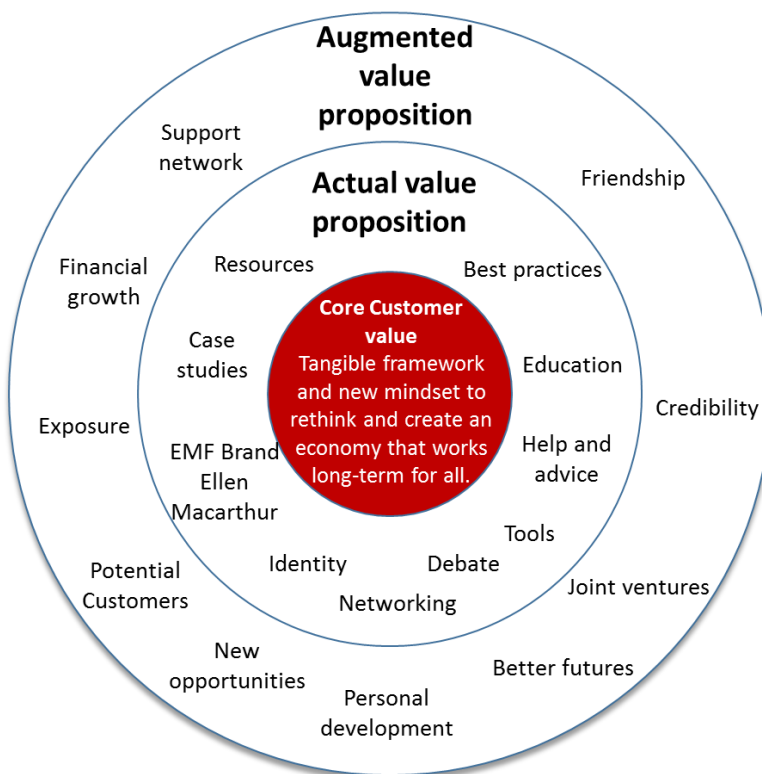 Augmented
value
proposition
Support
network
Friendship
Actual value
proposition
Financial
growth
Resources
Best practices
Core Customer
value
Tangible framework
and new mindset to
rethink and create an
economy that works
long-term for all.
Case
studies
Education
Exposure
Credibility
EMF Brand
Ellen
Macarthur
Help and
advice
Tools
Identity
Debate
Networking
Potential
Customers
Joint ventures
New
opportunities
Better futures
Personal
development